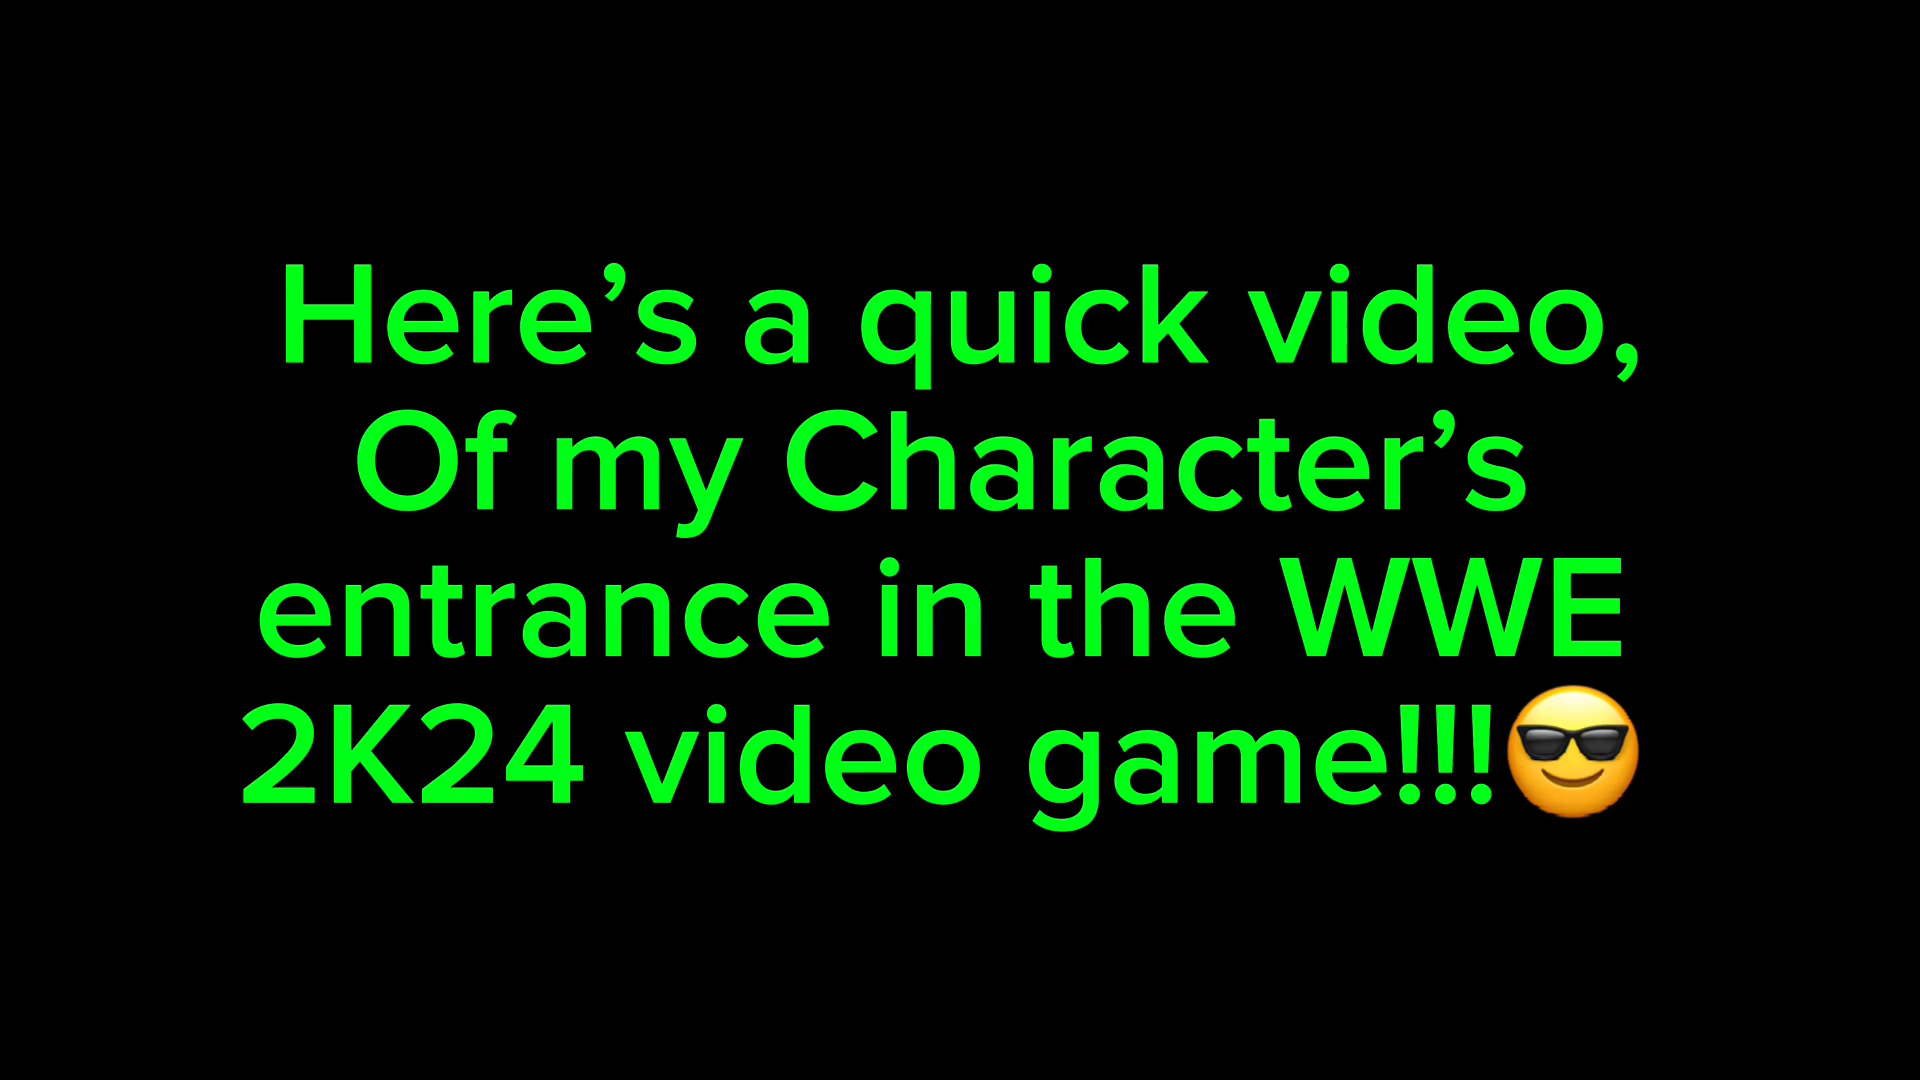 Here’s a quick video,
Of my Character’s
entrance in the WWE
2K24 video game!!!😎